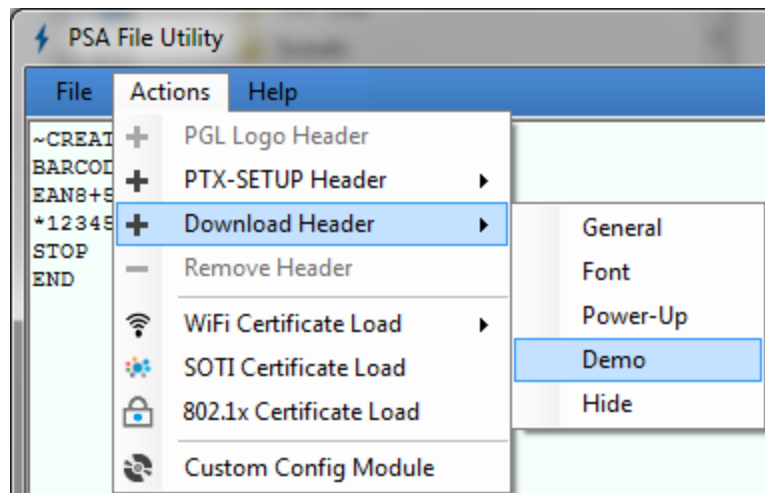 PSA File Utility
File Actions Help
~CREAT
BARCOD
EAN8+S
*12345
STOP
END
PGL Logo Header
PTX-SETUP Header
Download Header
Remove Header
WiFi Certificate Load
SOTI Certificate Load
802.1x Certificate Load
Custom Config Module
General
Font
Power-Up
Demo
Hide